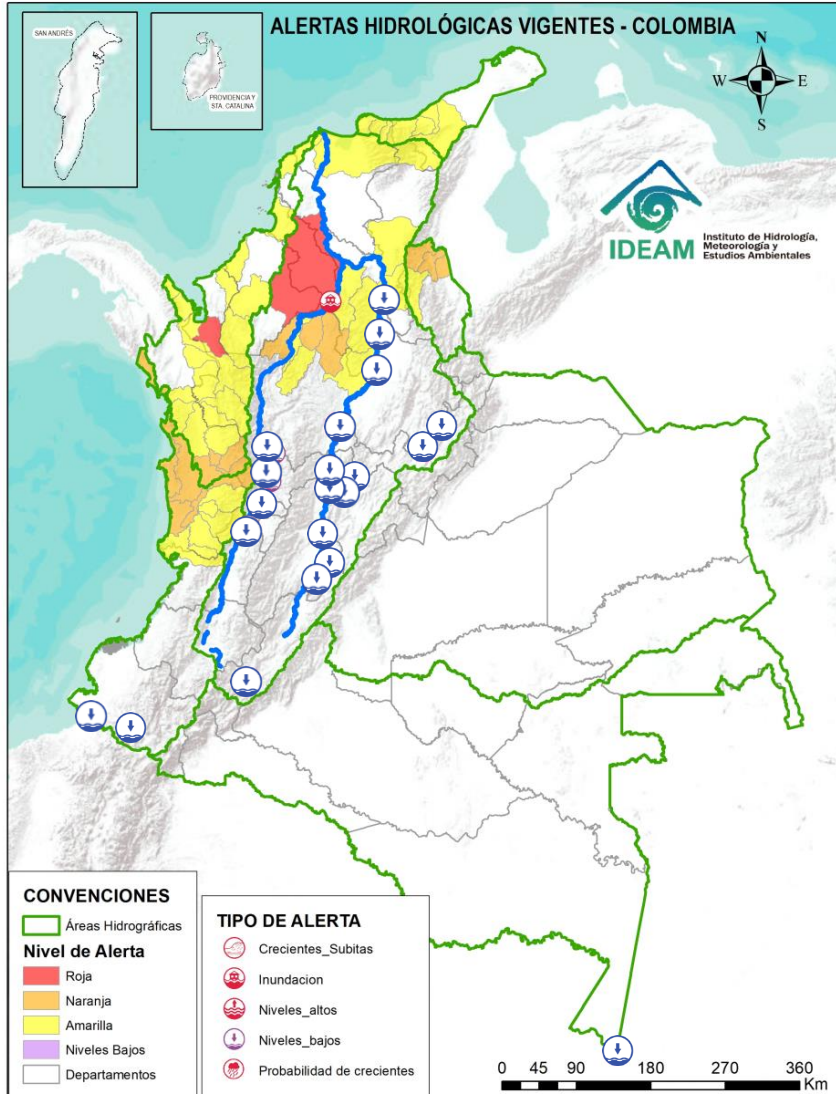 ALERTAS HIDROLÓGICAS VIGENTES - COLOMBIA
SAN ANDRÉS
PROVIDENCIA Y
STA. CATALINA
N
W
E
S
IDEAM
Instituto de Hidrología,
Meteorología y
Estudios Ambientales
CONVENCIONES
Áreas Hidrográficas
Nivel de Alerta
Roja
Naranja
Amarilla
Niveles Bajos
Departamentos
TIPO DE ALERTA
Crecientes_Subitas
Inundacion
Niveles_altos
Niveles_bajos
Probabilidad de crecientes
0 45 90 180 270 360
Km